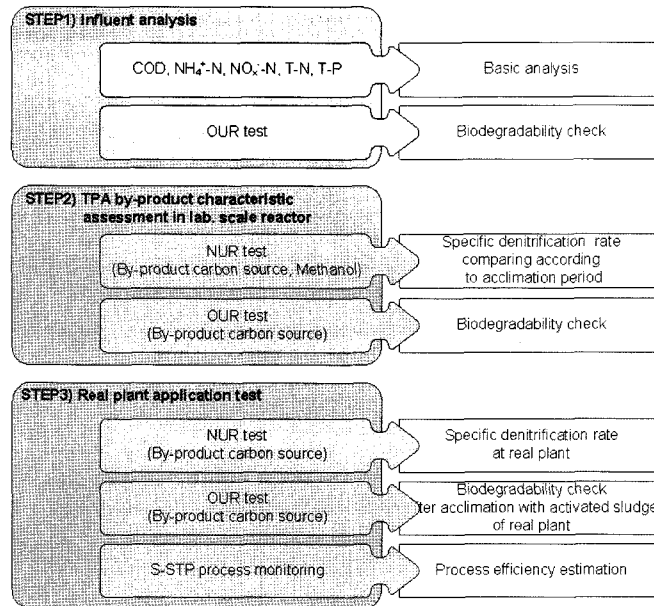 STEP1) Influent analysis
COD, NH₄⁺-N, NOₓ⁻-N, T-N, T-P
Basic analysis
OUR test
Biodegradability check
STEP2) TPA by-product characteristic
assessment in lab. scale reactor
NUR test
(By-product carbon source, Methanol)
Specific denitrification rate
comparing according
to acclimation period
OUR test
(By-product carbon source)
Biodegradability check
STEP3) Real plant application test
NUR test
(By-product carbon source)
Specific denitrification rate
at real plant
OUR test
(By-product carbon source)
Biodegradability check
ter acclimation with activated sludge
of real plant
S-STP process monitoring
Process efficiency estimation